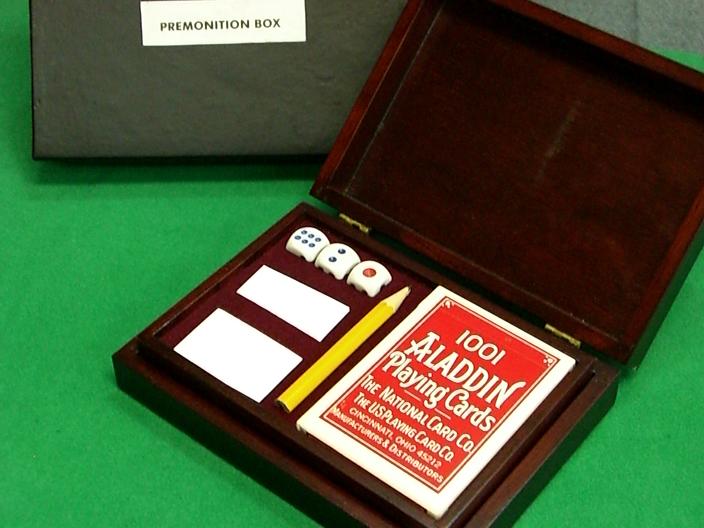 PREMONITION BOX
1001
ALADDIN
Playing Cards
THE NATIONAL CARD CO.
THE U.S. PLAYING CARD CO.
CINCINNATI, OHIO 45212
MANUFACTURERS & DISTRIBUTORS